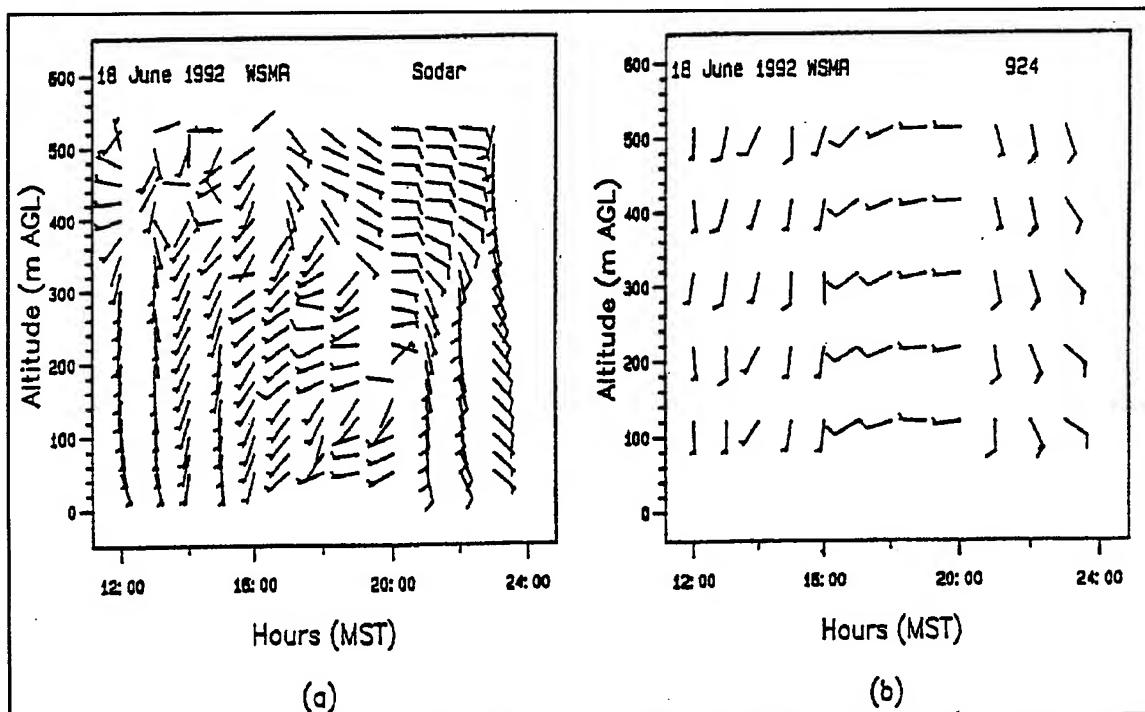 18 June 1992 WSMR Sodar
600
500
400
300
200
100
0
Altitude (m AGL)
12:00 16:00 20:00 24:00
Hours (MST)
(a)
18 June 1992 WSMR 924
600
500
400
300
200
100
0
Altitude (m AGL)
12:00 16:00 20:00 24:00
Hours (MST)
(b)